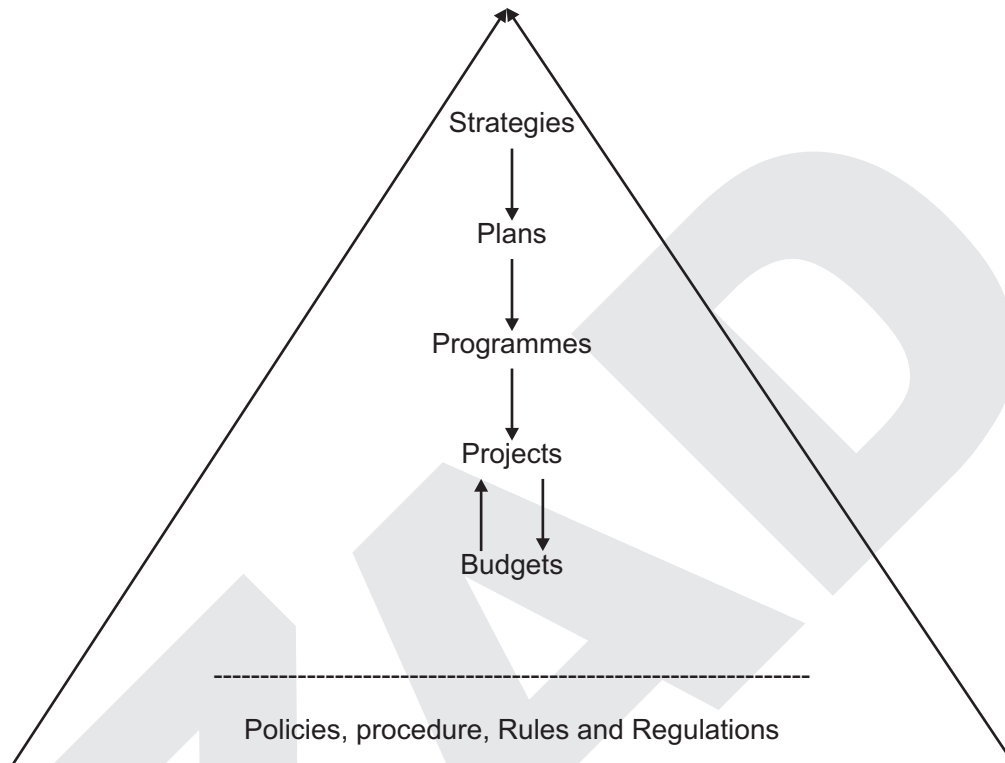 Strategies
Plans
Programmes
Projects
Budgets
Policies, procedure, Rules and Regulations